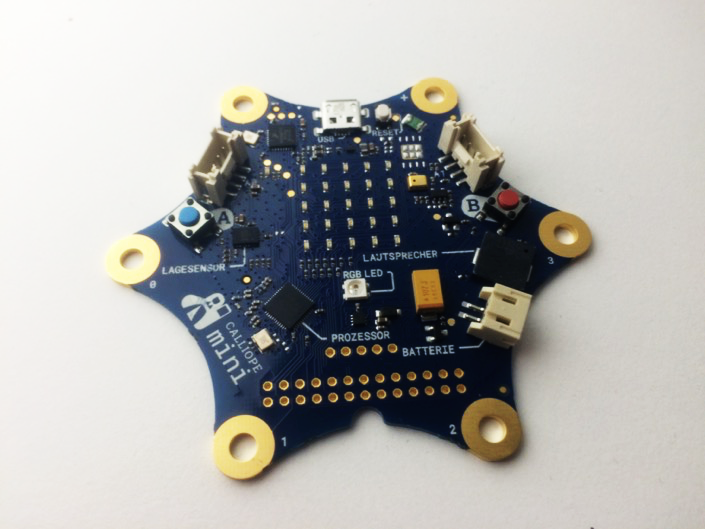 +
USB
RESET
A
B
LAUTSPRECHER
3
LAGESENSOR
0
RGB LED
PROZESSOR
BATTERIE
CALLIOPE
mini
1
2